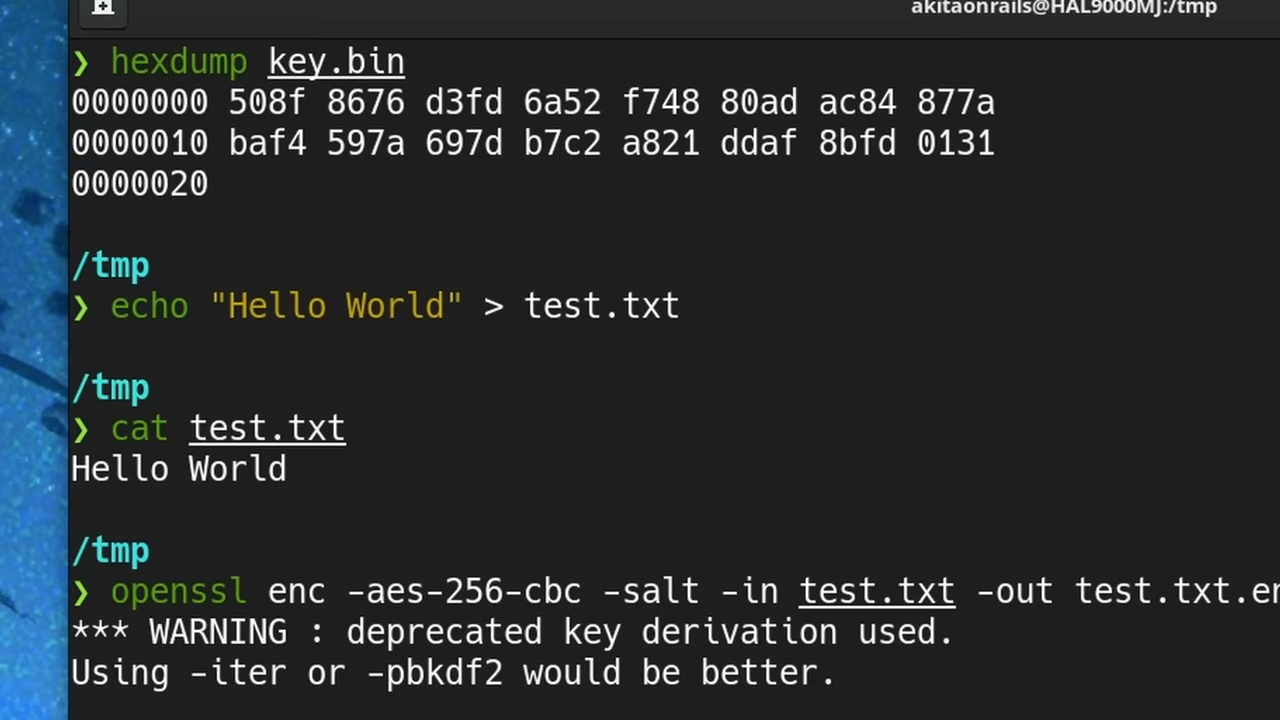 akitaonrails@HAL9000MJ:/tmp
❯ hexdump key.bin
0000000 508f 8676 d3fd 6a52 f748 80ad ac84 877a
0000010 baf4 597a 697d b7c2 a821 ddaf 8bfd 0131
0000020
/tmp
❯ echo "Hello World" > test.txt
/tmp
❯ cat test.txt
Hello World
/tmp
❯ openssl enc -aes-256-cbc -salt -in test.txt -out test.txt.en
*** WARNING : deprecated key derivation used.
Using -iter or -pbkdf2 would be better.